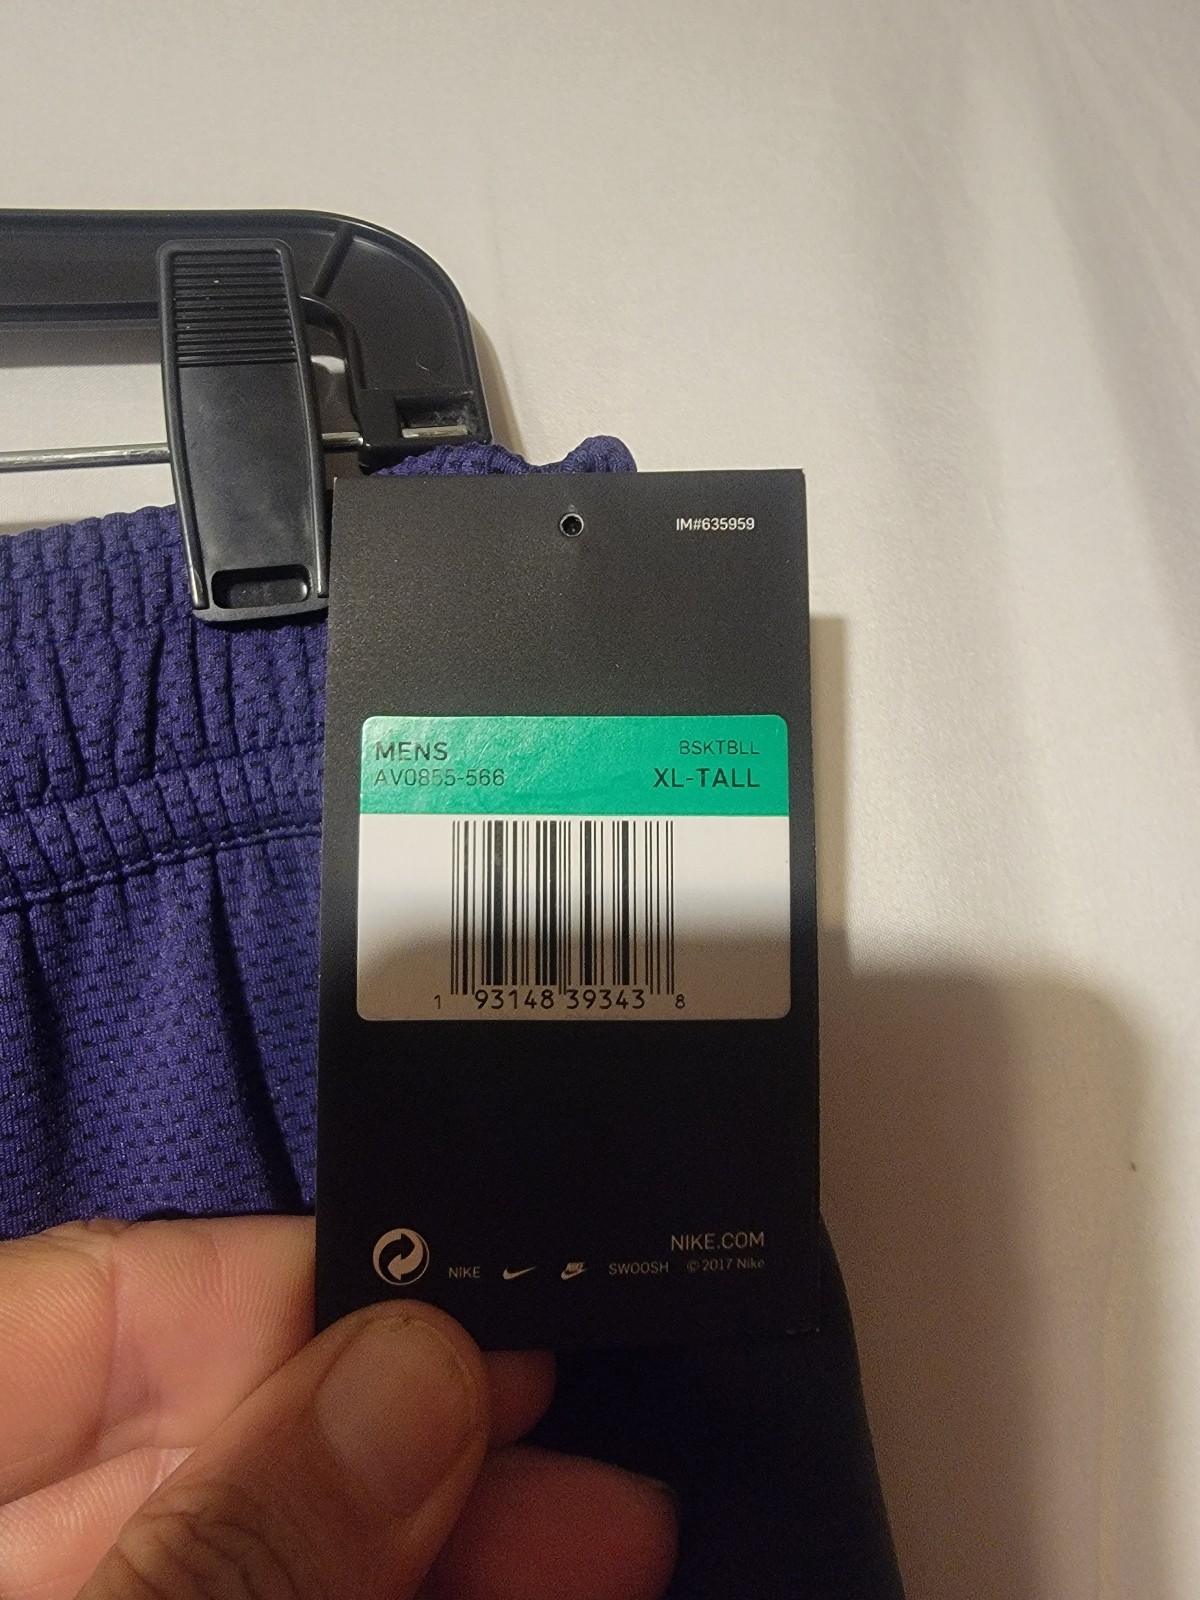 IM#635959
MENS BSKTBLL
AV0855-566 XL-TALL
1 93148 39343 8
NIKE.COM
NIKE SWOOSH © 2017 Nike